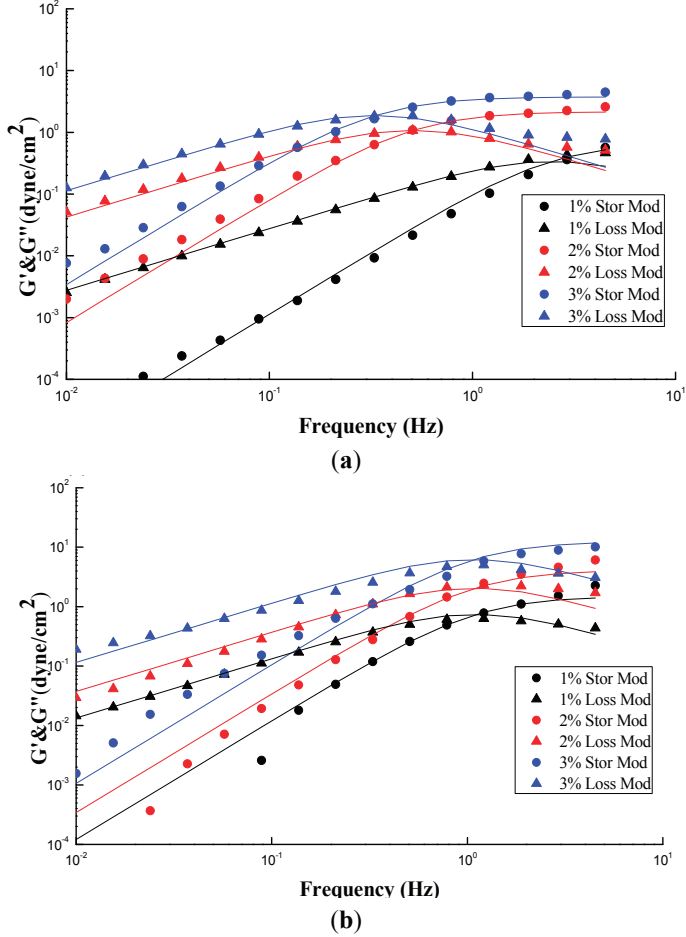 10²
10¹
10⁰
10⁻¹
10⁻²
10⁻³
10⁻⁴
G'&G"(dyne/cm²)
1% Stor Mod
1% Loss Mod
2% Stor Mod
2% Loss Mod
3% Stor Mod
3% Loss Mod
10⁻² 10⁻¹ 10⁰ 10¹
Frequency (Hz)
(a)
10²
10¹
10⁰
10⁻¹
10⁻²
10⁻³
10⁻⁴
G'&G"(dyne/cm²)
1% Stor Mod
1% Loss Mod
2% Stor Mod
2% Loss Mod
3% Stor Mod
3% Loss Mod
10⁻² 10⁻¹ 10⁰ 10¹
Frequency (Hz)
(b)